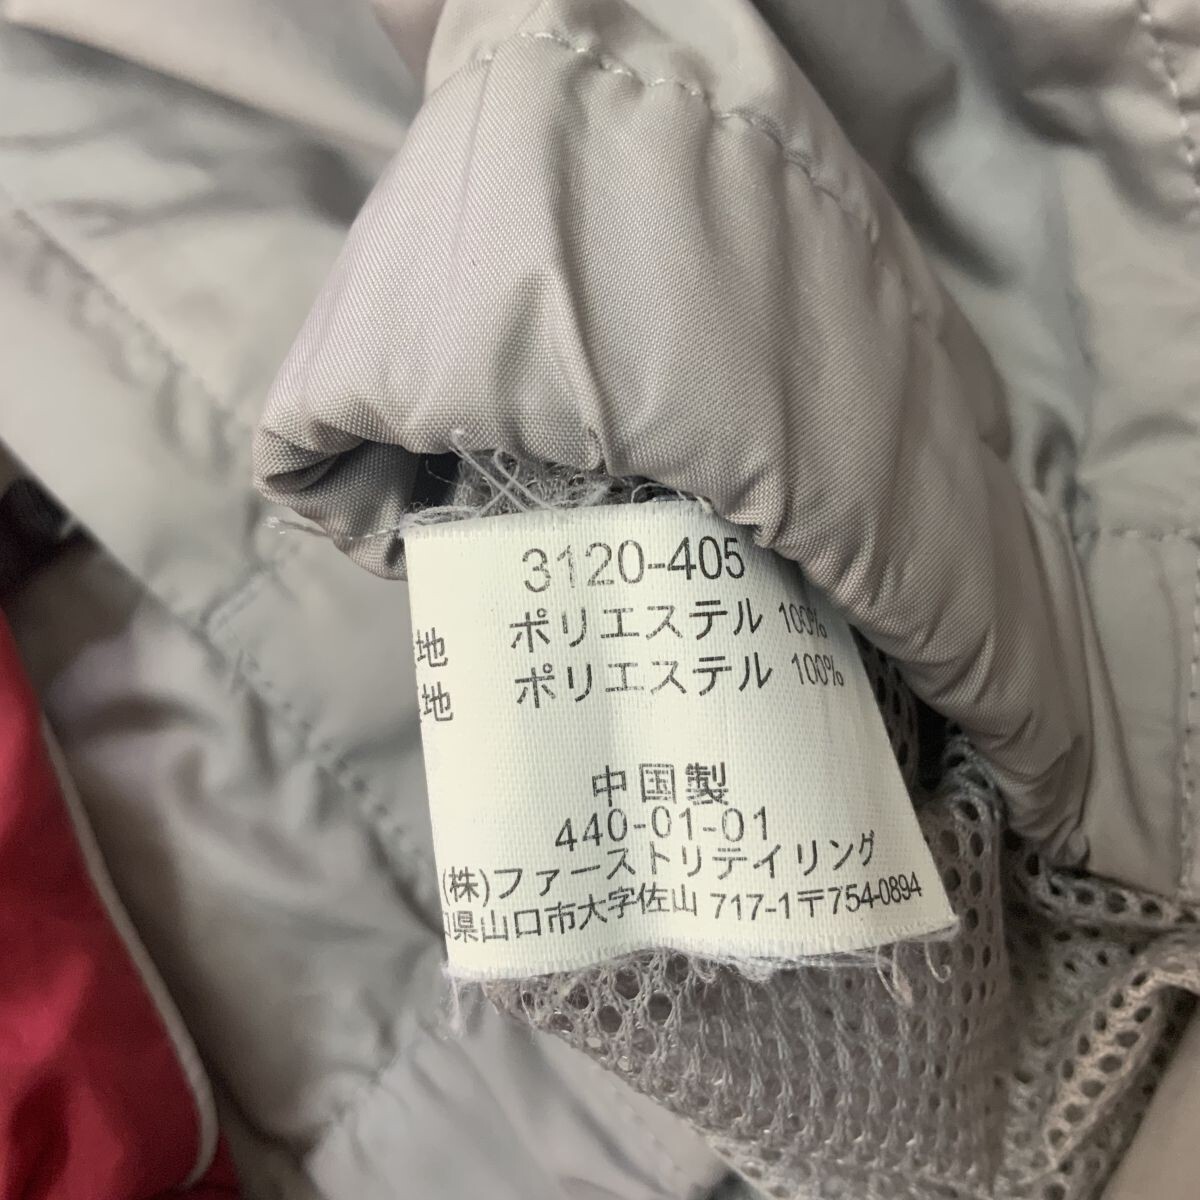 3120-405
地 ポリエステル 100%
地 ポリエステル 100%
中国製
440-01-01
(株)ファーストリテイリング
県山口市大字佐山 717-1〒754-0894